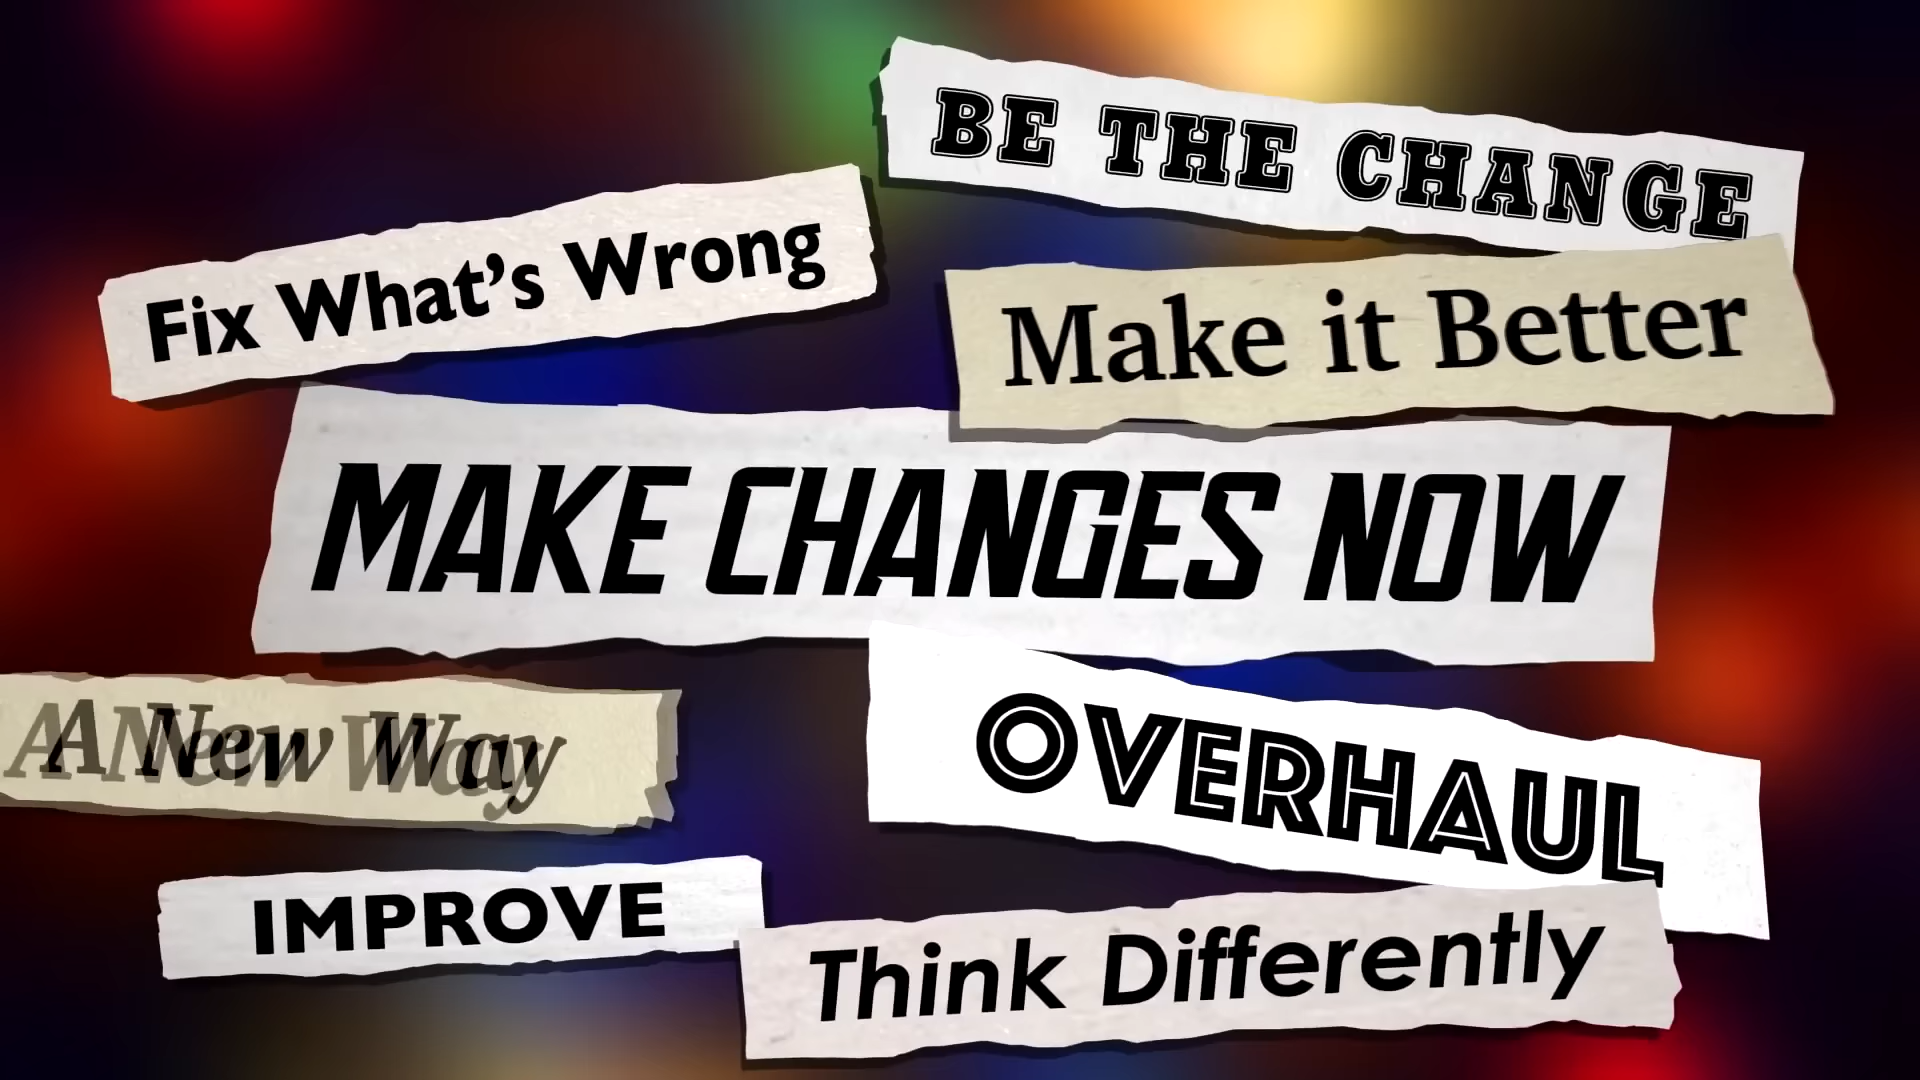 BE THE CHANGE
Fix What's Wrong
Make it Better
MAKE CHANGES NOW
A New Way
OVERHAUL
IMPROVE
Think Differently